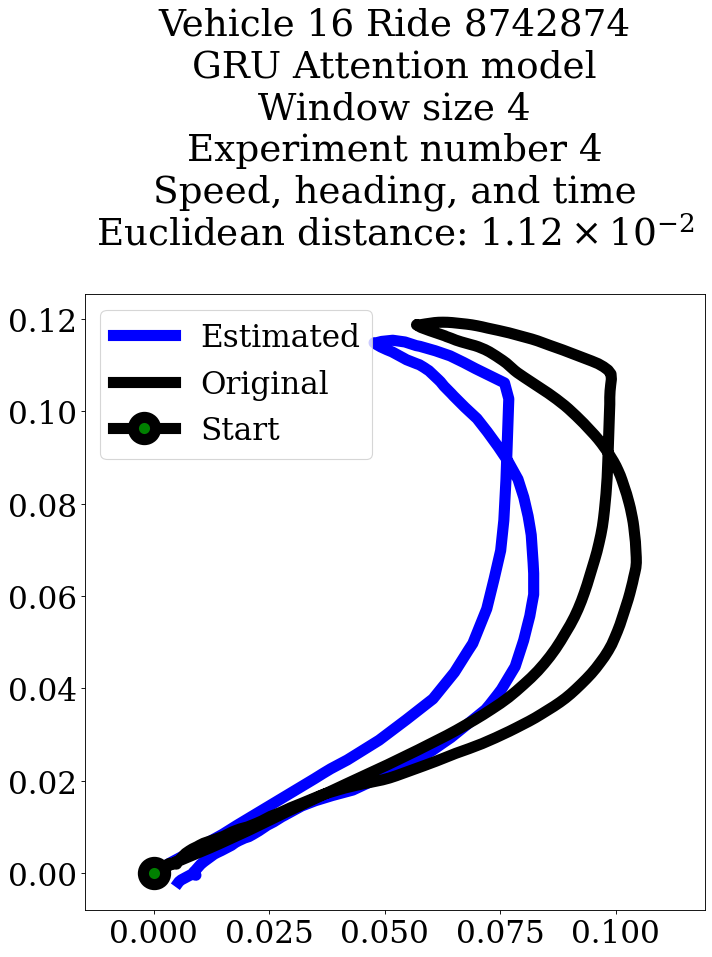 Vehicle 16 Ride 8742874
GRU Attention model
Window size 4
Experiment number 4
Speed, heading, and time
Euclidean distance: 1.12 × 10⁻²
Estimated
Original
Start
0.12
0.10
0.08
0.06
0.04
0.02
0.00
0.000 0.025 0.050 0.075 0.100